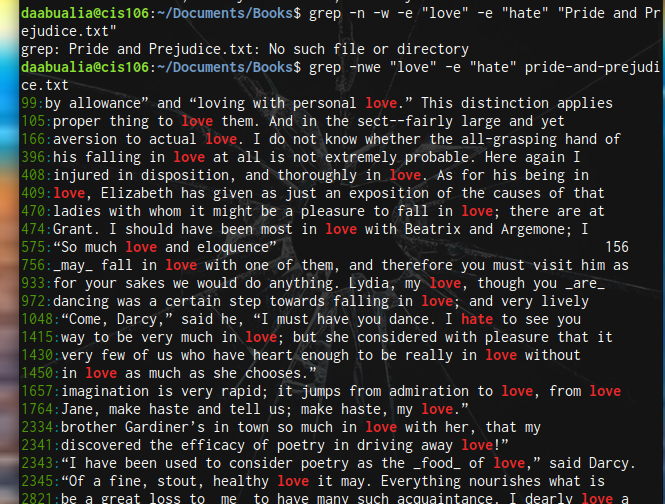 daabualia@cis106:~/Documents/Books$ grep -n -w -e "love" -e "hate" "Pride and Pr
ejudice.txt"
grep: Pride and Prejudice.txt: No such file or directory
daabualia@cis106:~/Documents/Books$ grep -nwe "love" -e "hate" pride-and-prejudi
ce.txt
99:by allowance” and “loving with personal love.” This distinction applies
105:proper thing to love them. And in the sect--fairly large and yet
166:aversion to actual love. I do not know whether the all-grasping hand of
396:his falling in love at all is not extremely probable. Here again I
408:injured in disposition, and thoroughly in love. As for his being in
409:love, Elizabeth has given as just an exposition of the causes of that
470:ladies with whom it might be a pleasure to fall in love; there are at
474:Grant. I should have been most in love with Beatrix and Argemone; I
575:“So much love and eloquence” 156
756:_may_ fall in love with one of them, and therefore you must visit him as
933:for your sakes we would do anything. Lydia, my love, though you _are_
972:dancing was a certain step towards falling in love; and very lively
1048:“Come, Darcy,” said he, “I must have you dance. I hate to see you
1415:way to be very much in love; but she considered with pleasure that it
1430:very few of us who have heart enough to be really in love without
1450:in love as much as she chooses.”
1657:imagination is very rapid; it jumps from admiration to love, from love
1764:Jane, make haste and tell us; make haste, my love.”
2334:brother Gardiner’s in town so much in love with her, that my
2341:discovered the efficacy of poetry in driving away love!”
2343:“I have been used to consider poetry as the _food_ of love,” said Darcy.
2345:“Of a fine, stout, healthy love it may. Everything nourishes what is
2821:be a great loss to _me_ to have many such acquaintance. I dearly love a